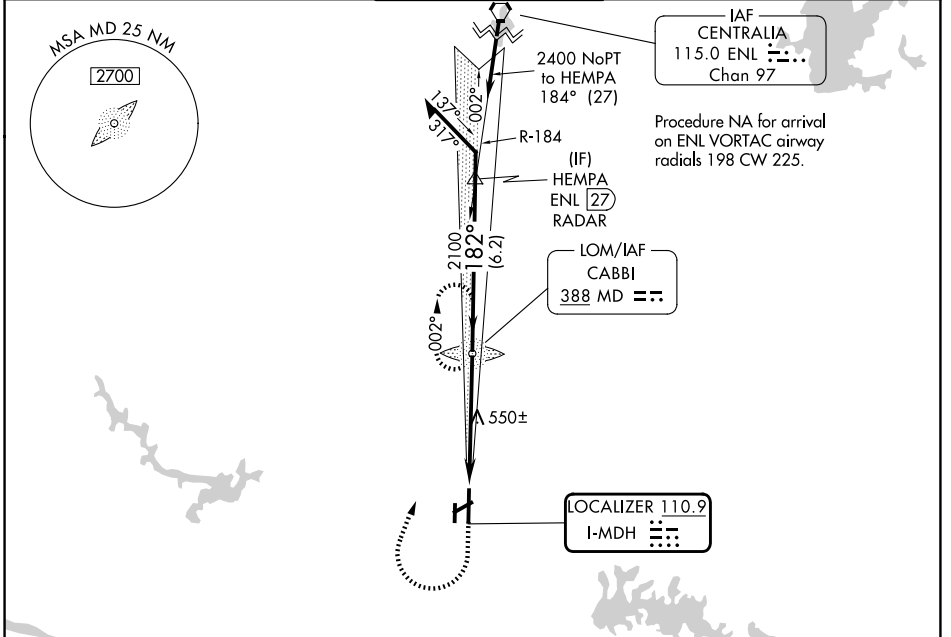 MSA MD 25 NM
2700
IAF
CENTRALIA
115.0 ENL
Chan 97
2400 NoPT
to HEMPA
184° (27)
Procedure NA for arrival
on ENL VORTAC airway
radials 198 CW 225.
002°
137°
317°
R-184
(IF)
HEMPA
ENL 27
RADAR
2100
182°
(6.2)
LOM/IAF
CABBI
388 MD
002°
550±
LOCALIZER 110.9
I-MDH